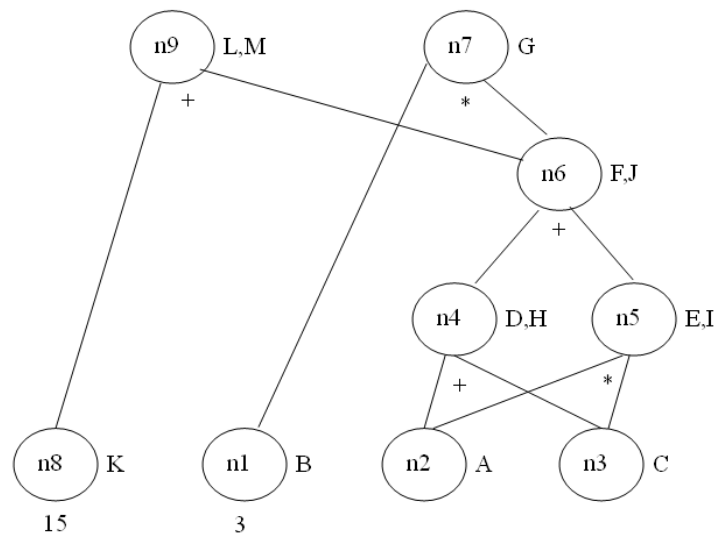 n9 L,M n7 G
+ *
n6 F,J
+
n4 D,H n5 E,I
+ *
n8 K n1 B n2 A n3 C
15 3